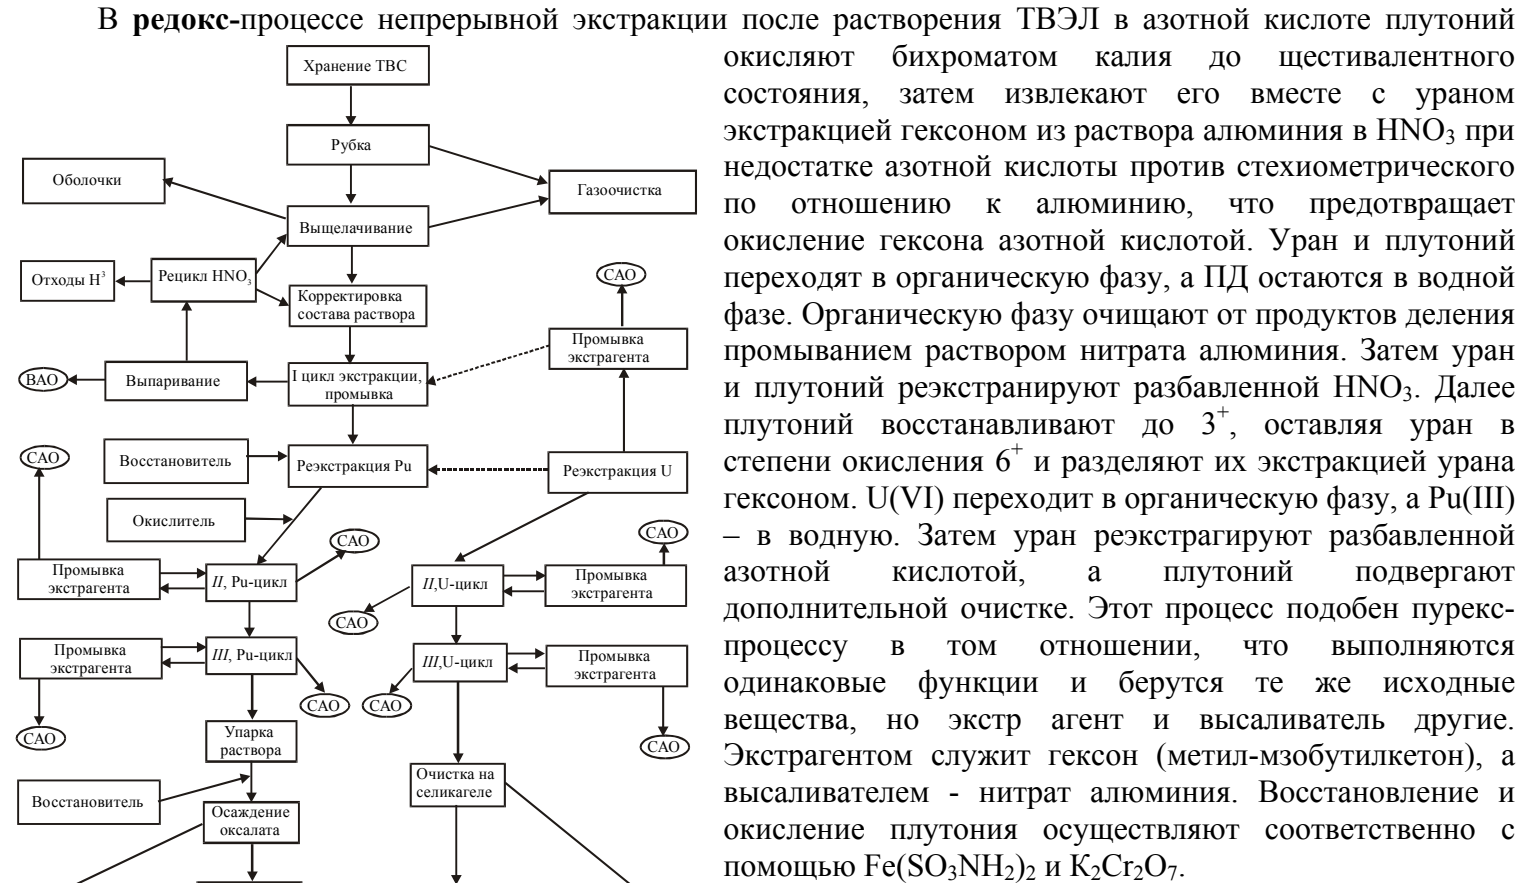 В редокс-процессе непрерывной экстракции после растворения ТВЭЛ в азотной кислоте плутоний
окисляют бихроматом калия до щестивалентного
состояния, затем извлекают его вместе с ураном
экстракцией гексоном из раствора алюминия в HNO₃ при
недостатке азотной кислоты против стехиометрического
по отношению к алюминию, что предотвращает
окисление гексона азотной кислотой. Уран и плутоний
переходят в органическую фазу, а ПД остаются в водной
фазе. Органическую фазу очищают от продуктов деления
промыванием раствором нитрата алюминия. Затем уран
и плутоний реэкстранируют разбавленной HNO₃. Далее
плутоний восстанавливают до 3⁺, оставляя уран в
степени окисления 6⁺ и разделяют их экстракцией урана
гексоном. U(VI) переходит в органическую фазу, а Pu(III)
– в водную. Затем уран реэкстрагируют разбавленной
азотной кислотой, а плутоний подвергают
дополнительной очистке. Этот процесс подобен пурекс-
процессу в том отношении, что выполняются
одинаковые функции и берутся те же исходные
вещества, но экстр агент и высаливатель другие.
Экстрагентом служит гексон (метил-мзобутилкетон), а
высаливателем - нитрат алюминия. Восстановление и
окисление плутония осуществляют соответственно с
помощью Fe(SO₃NH₂)₂ и K₂Cr₂O₇.
Хранение ТВС
Рубка
Оболочки
Газоочистка
Выщелачивание
Отходы H³
Рецикл HNO₃
САО
Корректировка
состава раствора
Промывка
экстрагента
ВАО
Выпаривание
I цикл экстракции,
промывка
САО
Восстановитель
Реэкстракция Pu
Реэкстракция U
Окислитель
САО
САО
Промывка
экстрагента
II, Pu-цикл
II,U-цикл
Промывка
экстрагента
САО
Промывка
экстрагента
III, Pu-цикл
III,U-цикл
Промывка
экстрагента
САО
САО
САО
САО
Упарка
раствора
Очистка на
селикагеле
Восстановитель
Осаждение
оксалата